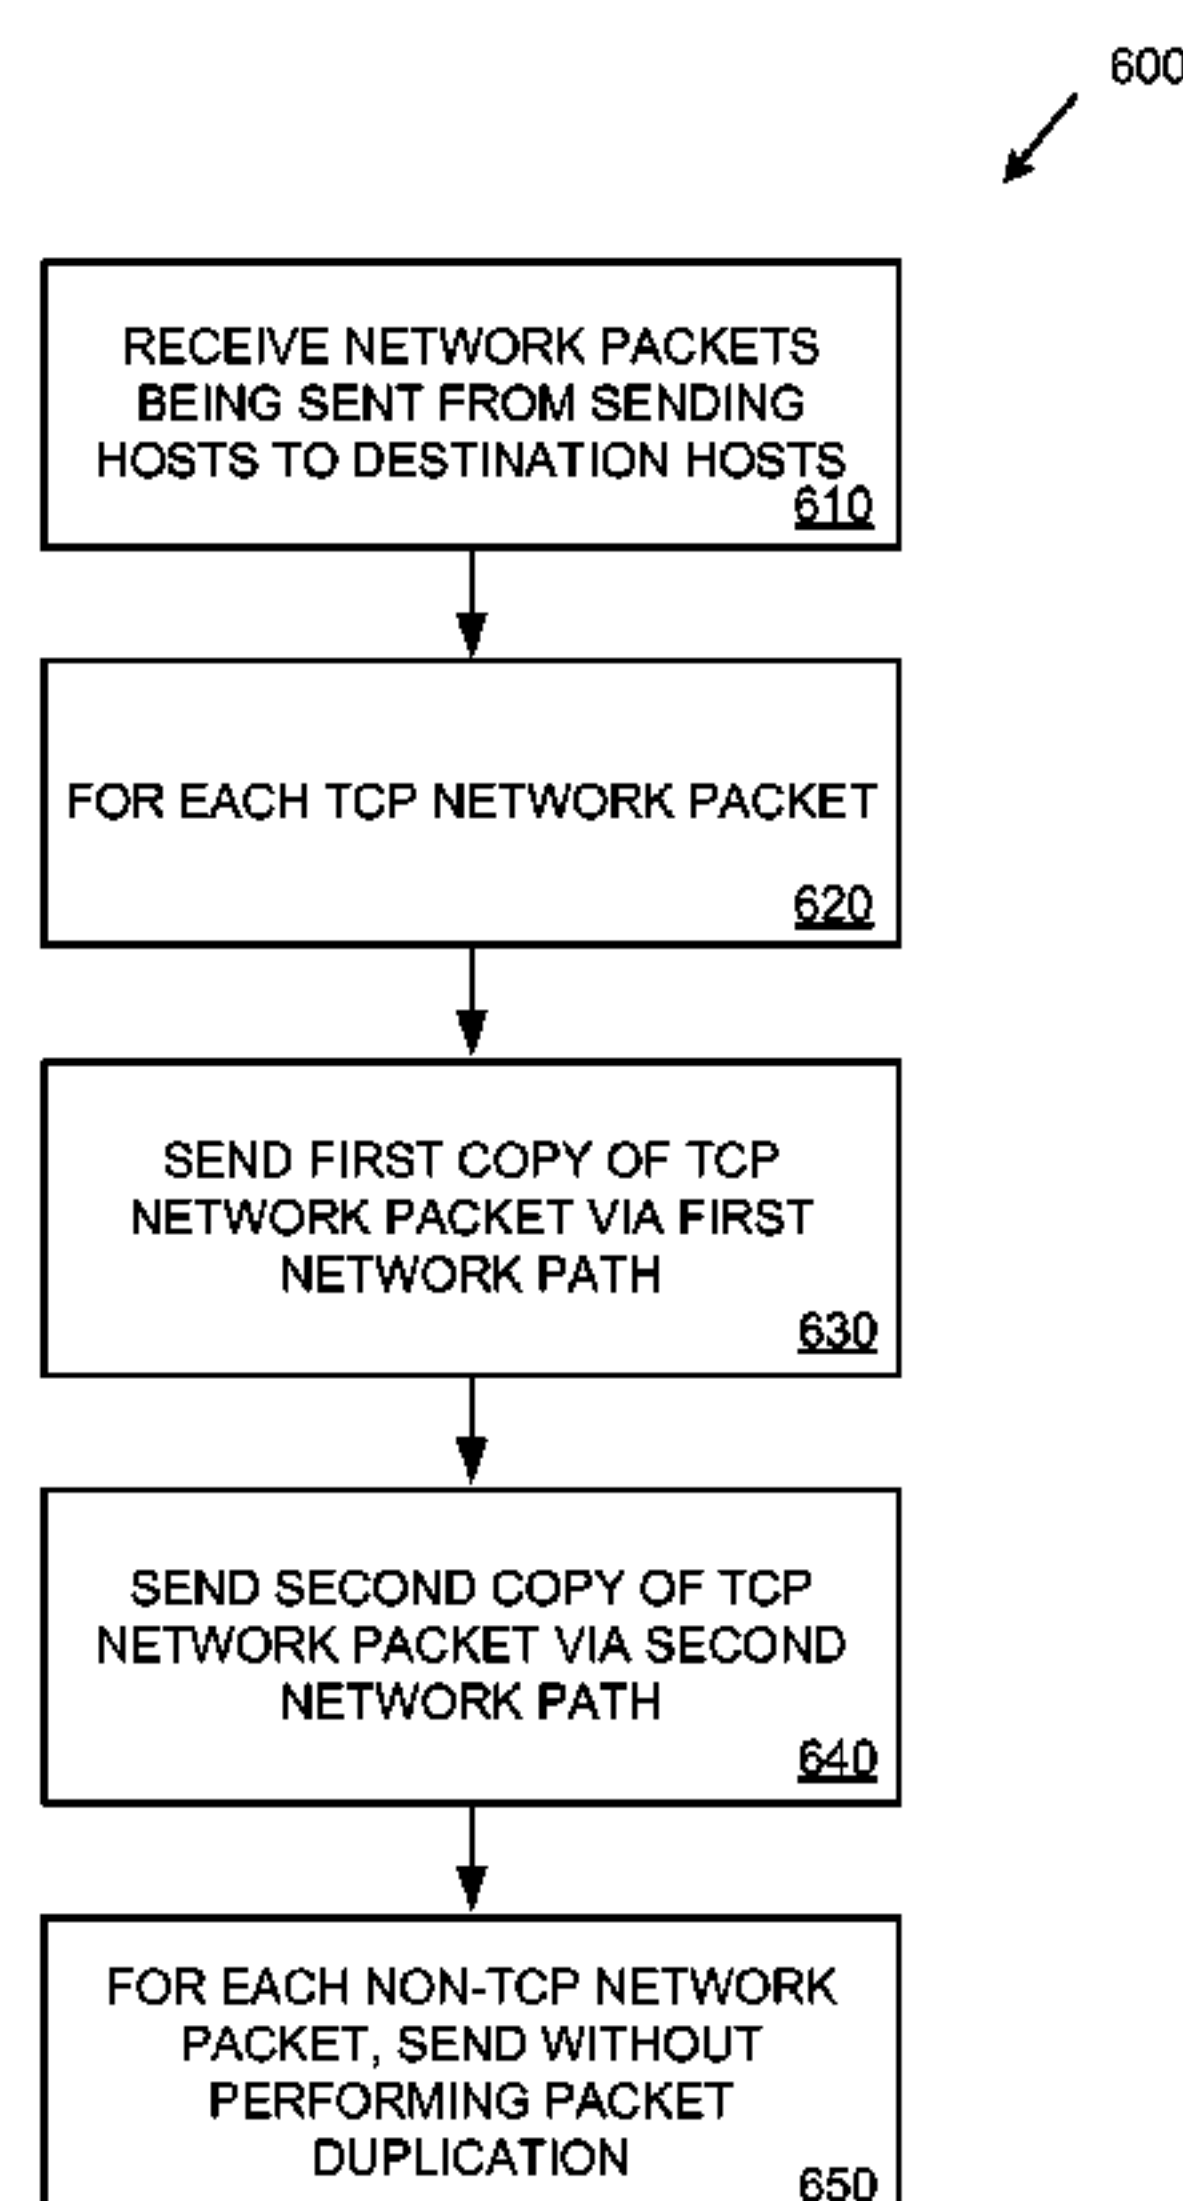 600
RECEIVE NETWORK PACKETS
BEING SENT FROM SENDING
HOSTS TO DESTINATION HOSTS
610
FOR EACH TCP NETWORK PACKET
620
SEND FIRST COPY OF TCP
NETWORK PACKET VIA FIRST
NETWORK PATH
630
SEND SECOND COPY OF TCP
NETWORK PACKET VIA SECOND
NETWORK PATH
640
FOR EACH NON-TCP NETWORK
PACKET, SEND WITHOUT
PERFORMING PACKET
DUPLICATION
650